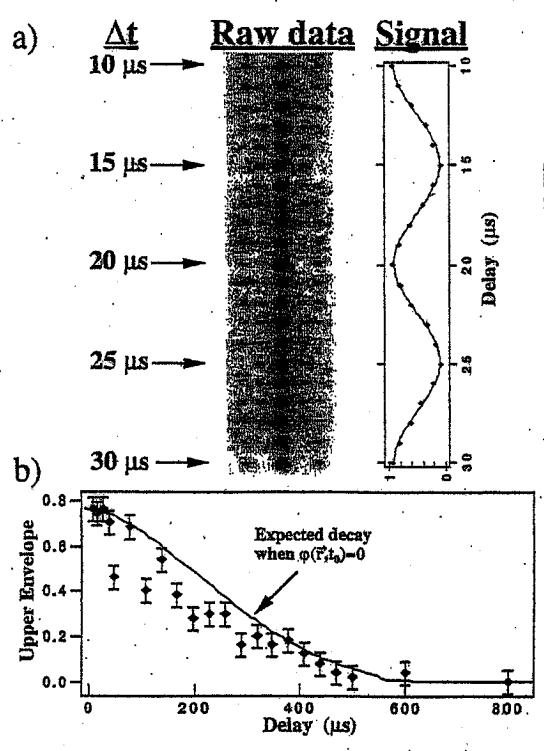 a) Δt Raw data Signal
10 μs
15 μs
20 μs
25 μs
30 μs
10
15
20
25
30
Delay (μs)
1 0
b)
Upper Envelope
0.8
0.6
0.4
0.2
0.0
Expected decay
when φ(r⃗,t₀)=0
0 200 400 600 800
Delay (μs)